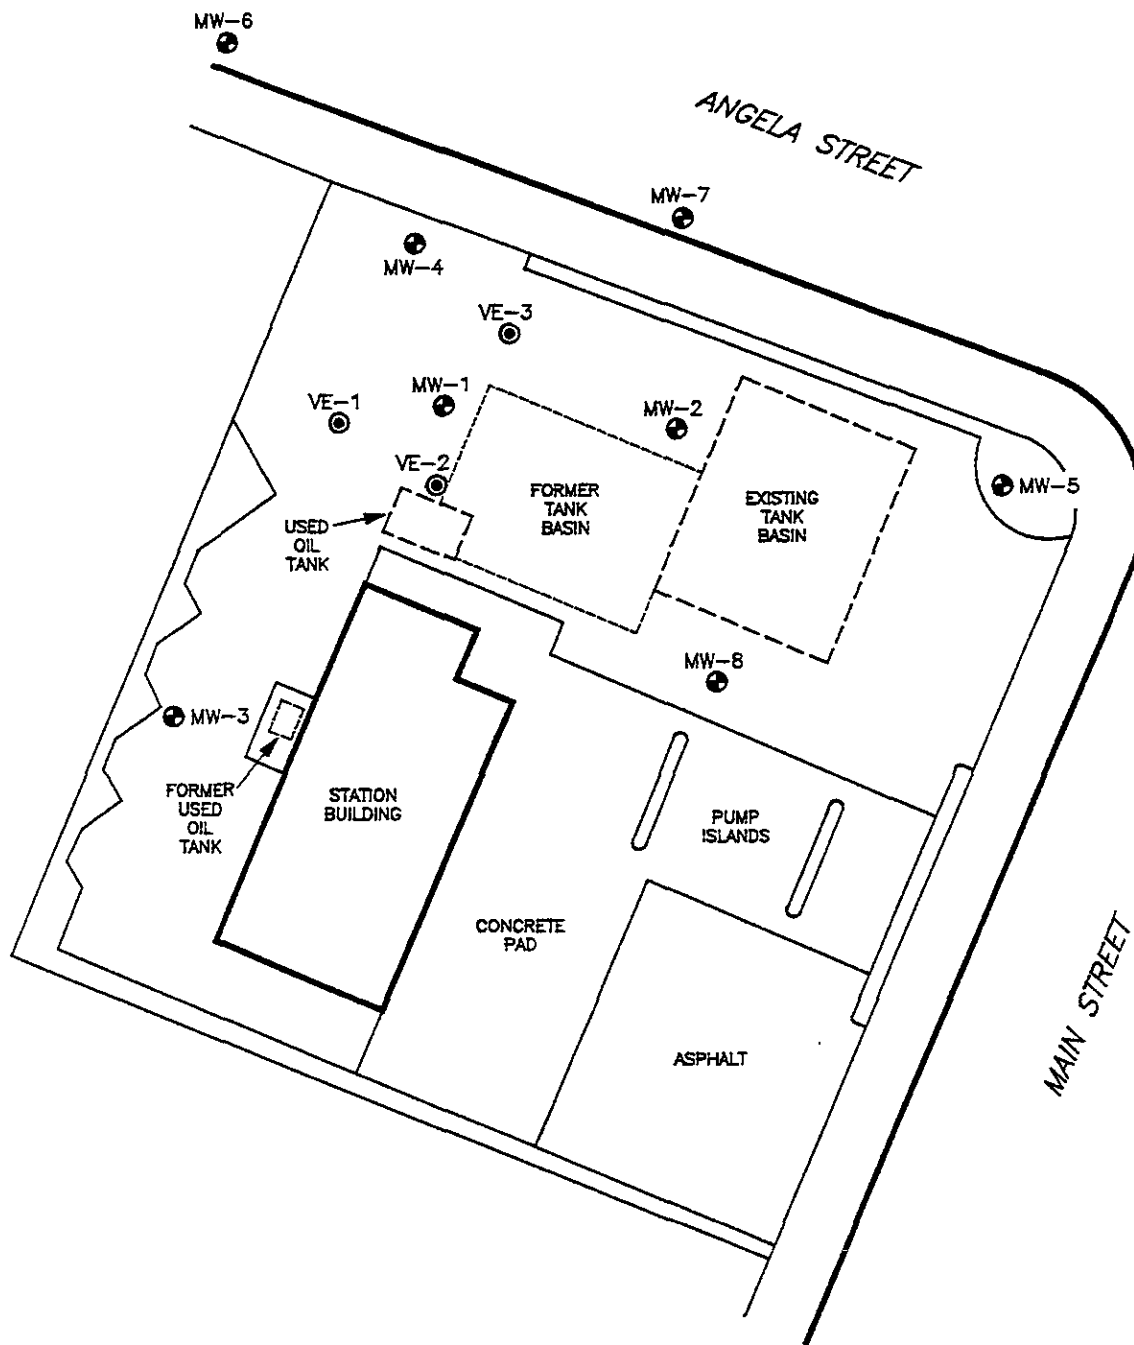 MW-6
ANGELA STREET
MW-7
MW-4
VE-3
MW-1
VE-1
MW-2
VE-2
MW-5
FORMER
TANK
BASIN
EXISTING
TANK
BASIN
USED
OIL
TANK
MW-8
MW-3
FORMER
USED
OIL
TANK
STATION
BUILDING
PUMP
ISLANDS
CONCRETE
PAD
MAIN STREET
ASPHALT